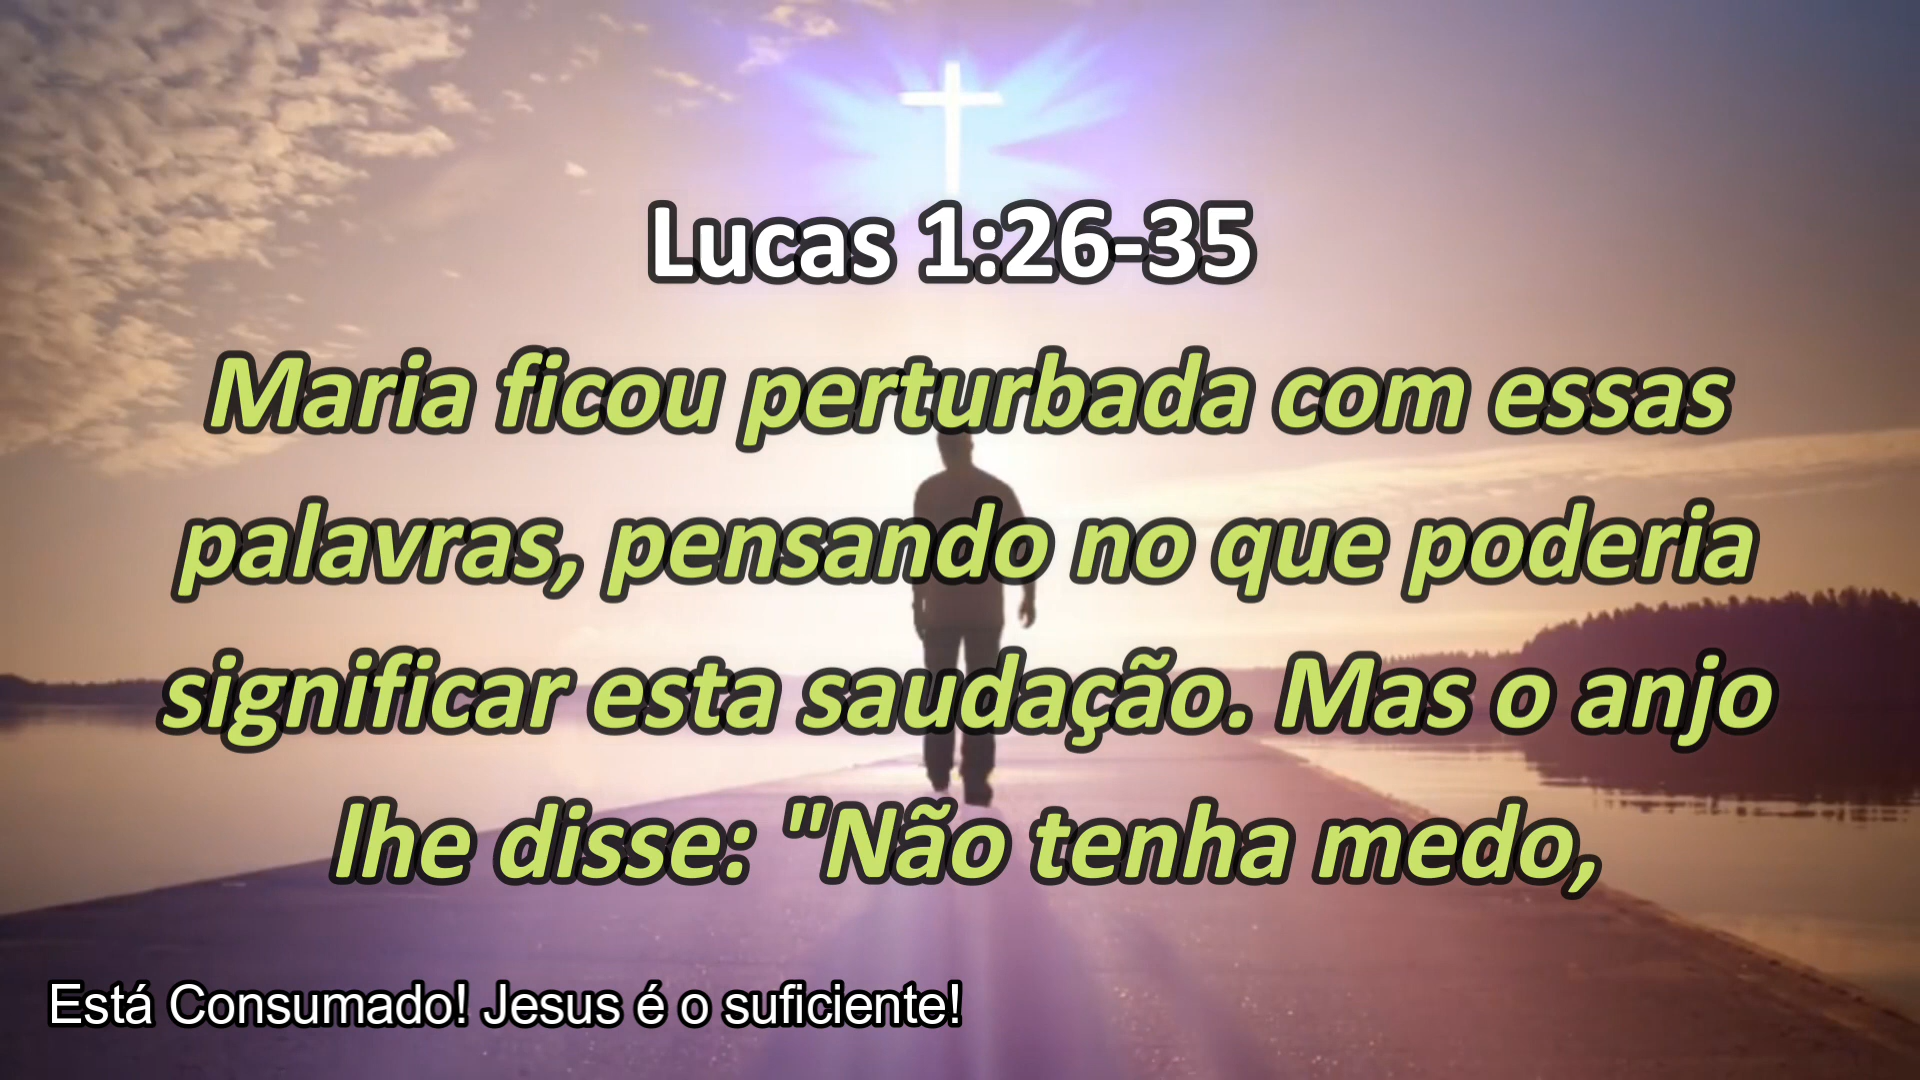 Lucas 1:26-35
Maria ficou perturbada com essas
palavras, pensando no que poderia
significar esta saudação. Mas o anjo
lhe disse: "Não tenha medo,
Está Consumado! Jesus é o suficiente!